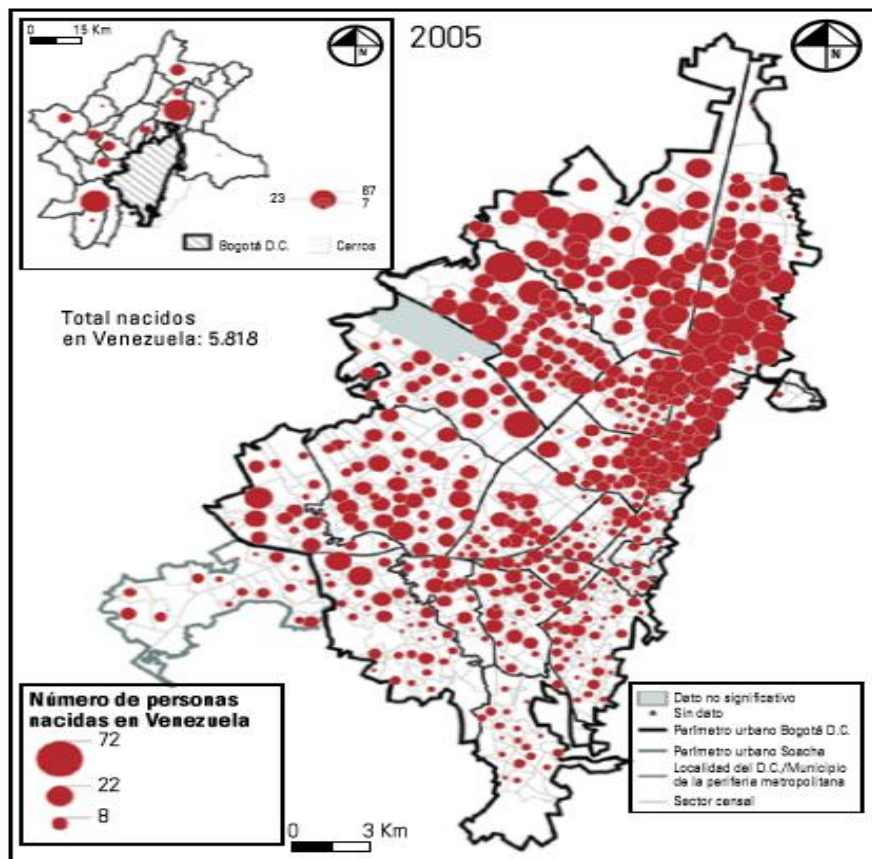 0 15 Km
N
2005
N
23
67
7
Bogotá D.C.
Cerros
Total nacidos
en Venezuela: 5.818
Número de personas
nacidas en Venezuela
72
22
8
0 3 Km
Dato no significativo
Sin dato
Perímetro urbano Bogotá D.C.
Perímetro urbano Soacha
Localidad del D.C./Municipio
de la periferie metropolitana
Sector censal